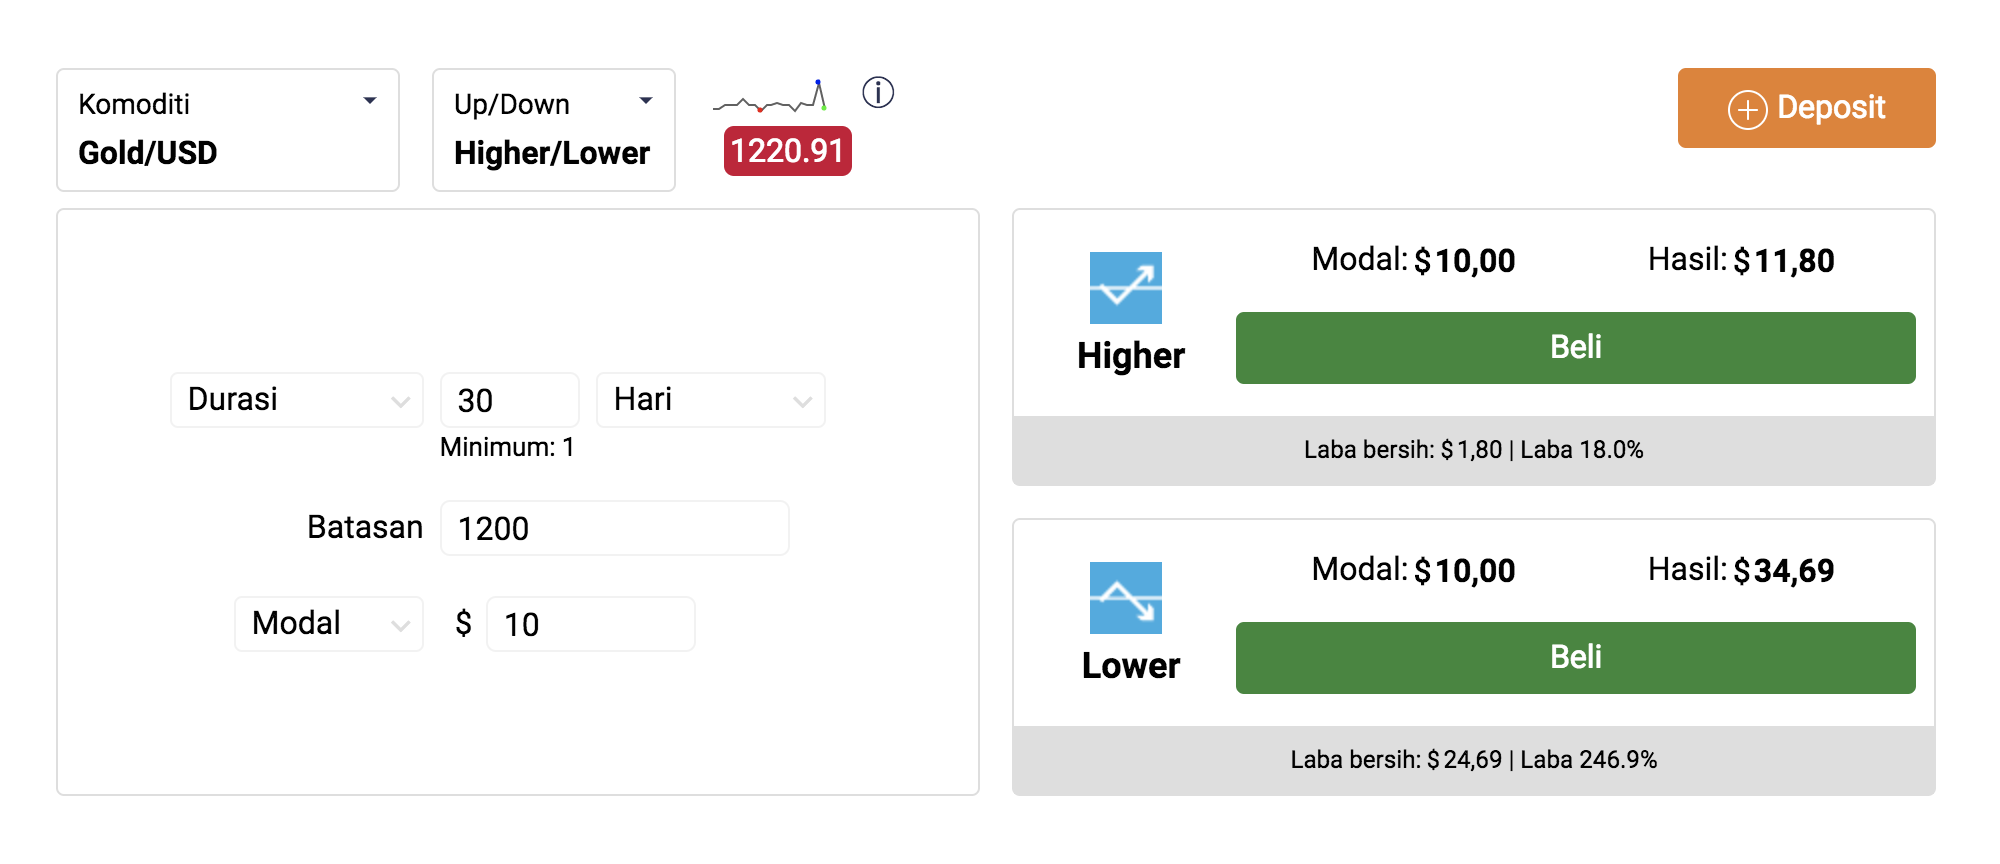 Komoditi
Gold/USD
Up/Down
Higher/Lower
1220.91
Deposit
Durasi
30
Hari
Minimum: 1
Batasan
1200
Modal
$
10
Modal: $10,00
Hasil: $11,80
Higher
Beli
Laba bersih: $1,80 | Laba 18.0%
Modal: $10,00
Hasil: $34,69
Lower
Beli
Laba bersih: $24,69 | Laba 246.9%